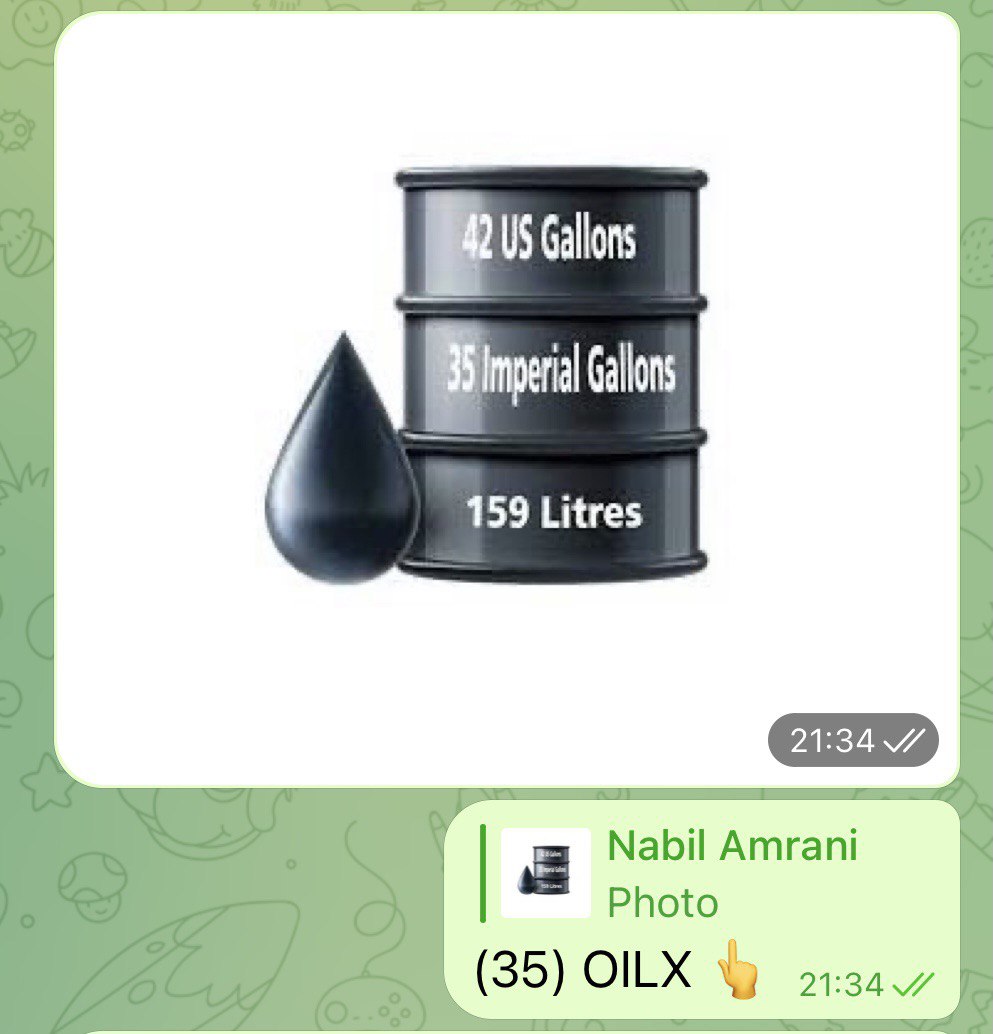 42 US Gallons
35 Imperial Gallons
159 Litres
21:34
Nabil Amrani
Photo
(35) OILX 👆
21:34